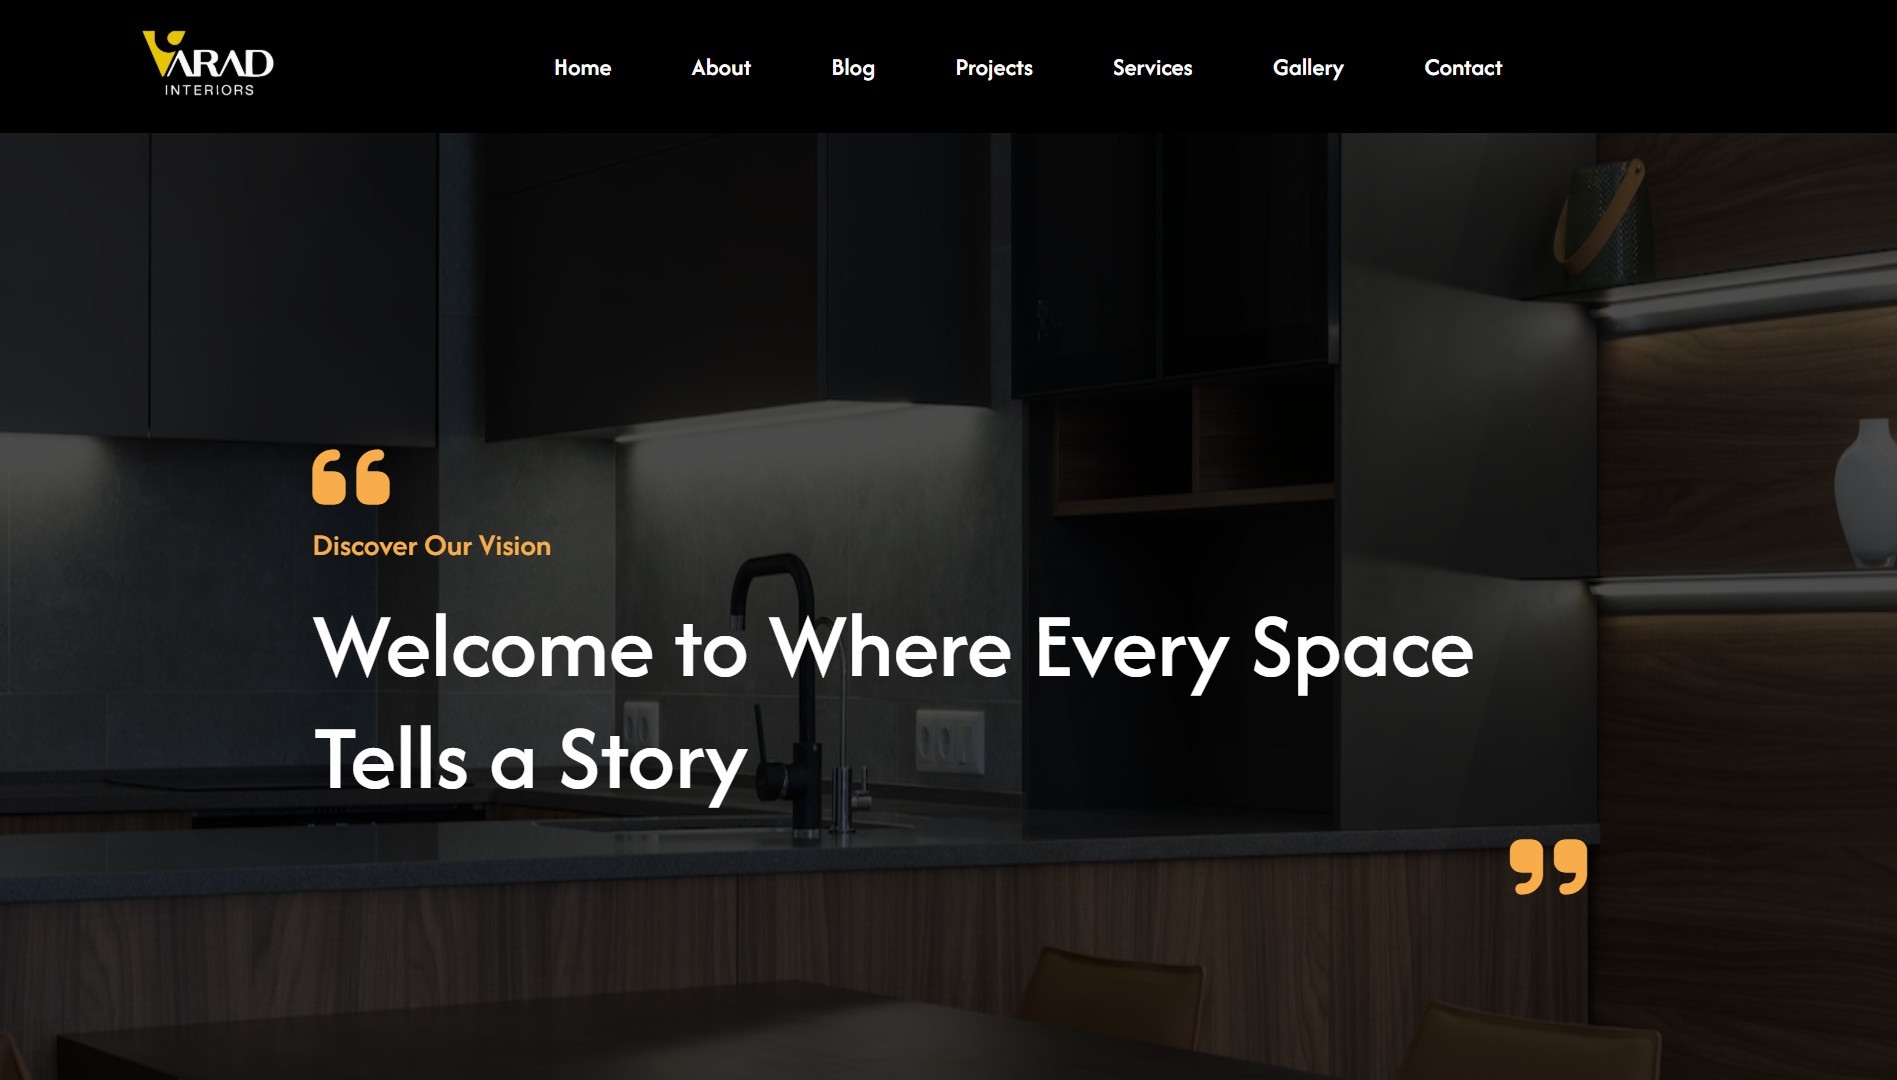 VARAD
INTERIORS
Home
About
Blog
Projects
Services
Gallery
Contact
“
Discover Our Vision
Welcome to Where Every Space
Tells a Story
”